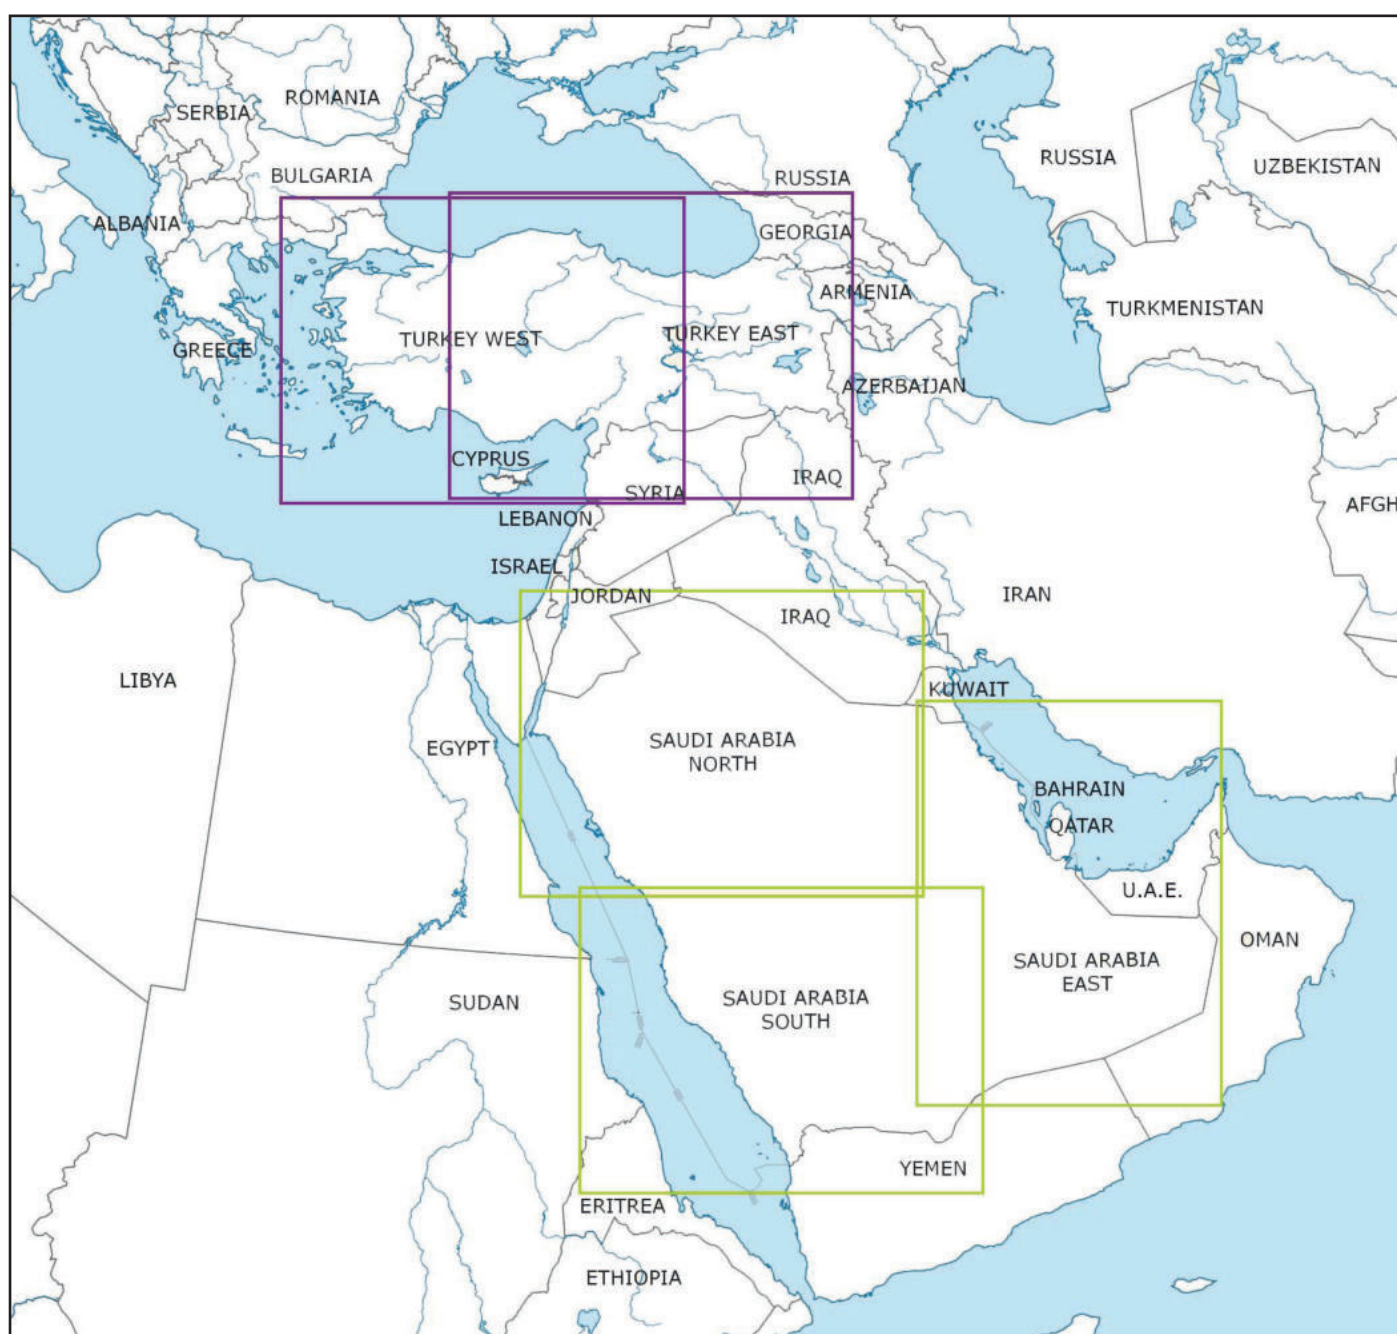 ROMANIA
SERBIA
RUSSIA
UZBEKISTAN
BULGARIA
RUSSIA
ALBANIA
GEORGIA
ARMENIA
TURKMENISTAN
TURKEY WEST
TURKEY EAST
GREECE
AZERBAIJAN
CYPRUS
IRAQ
SYRIA
AFGH
LEBANON
ISRAEL
JORDAN
IRAN
IRAQ
LIBYA
KUWAIT
EGYPT
SAUDI ARABIA
NORTH
BAHRAIN
QATAR
U.A.E.
OMAN
SAUDI ARABIA
EAST
SUDAN
SAUDI ARABIA
SOUTH
YEMEN
ERITREA
ETHIOPIA